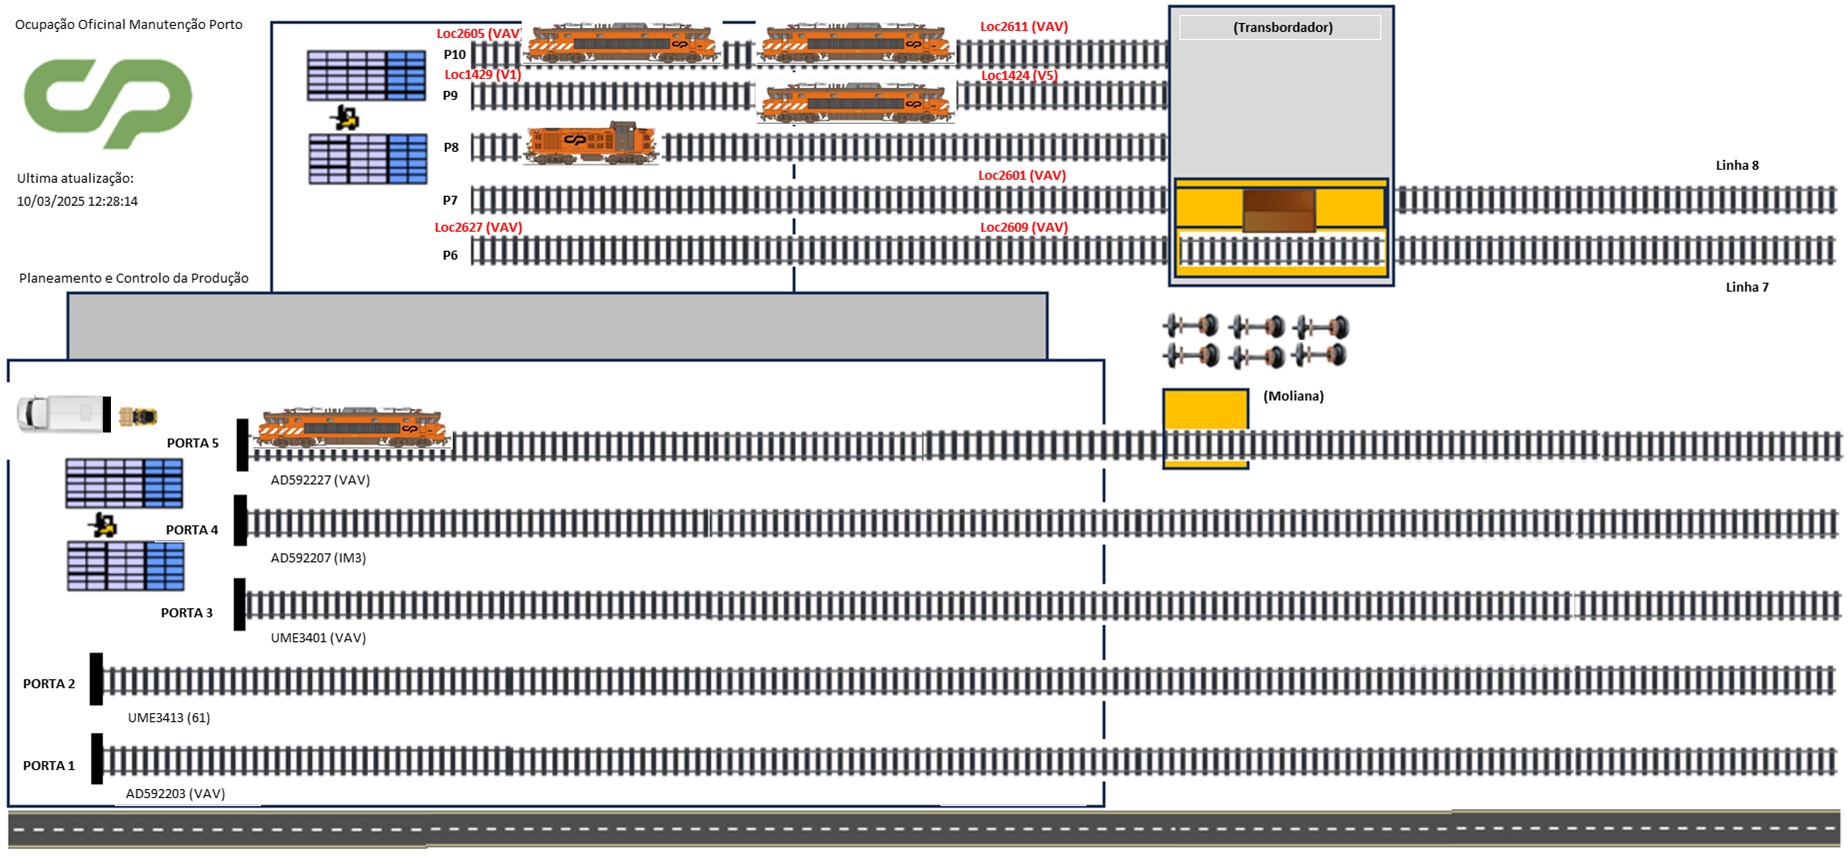 Ocupação Oficinal Manutenção Porto
Ultima atualização:
10/03/2025 12:28:14
Planeamento e Controlo da Produção
Loc2605 (VAV)
Loc2611 (VAV)
P10
Loc1429 (V1)
Loc1424 (V5)
P9
P8
Loc2601 (VAV)
P7
Loc2627 (VAV)
Loc2609 (VAV)
P6
(Transbordador)
Linha 8
Linha 7
(Moliana)
PORTA 5
AD592227 (VAV)
PORTA 4
AD592207 (IM3)
PORTA 3
UME3401 (VAV)
PORTA 2
UME3413 (61)
PORTA 1
AD592203 (VAV)